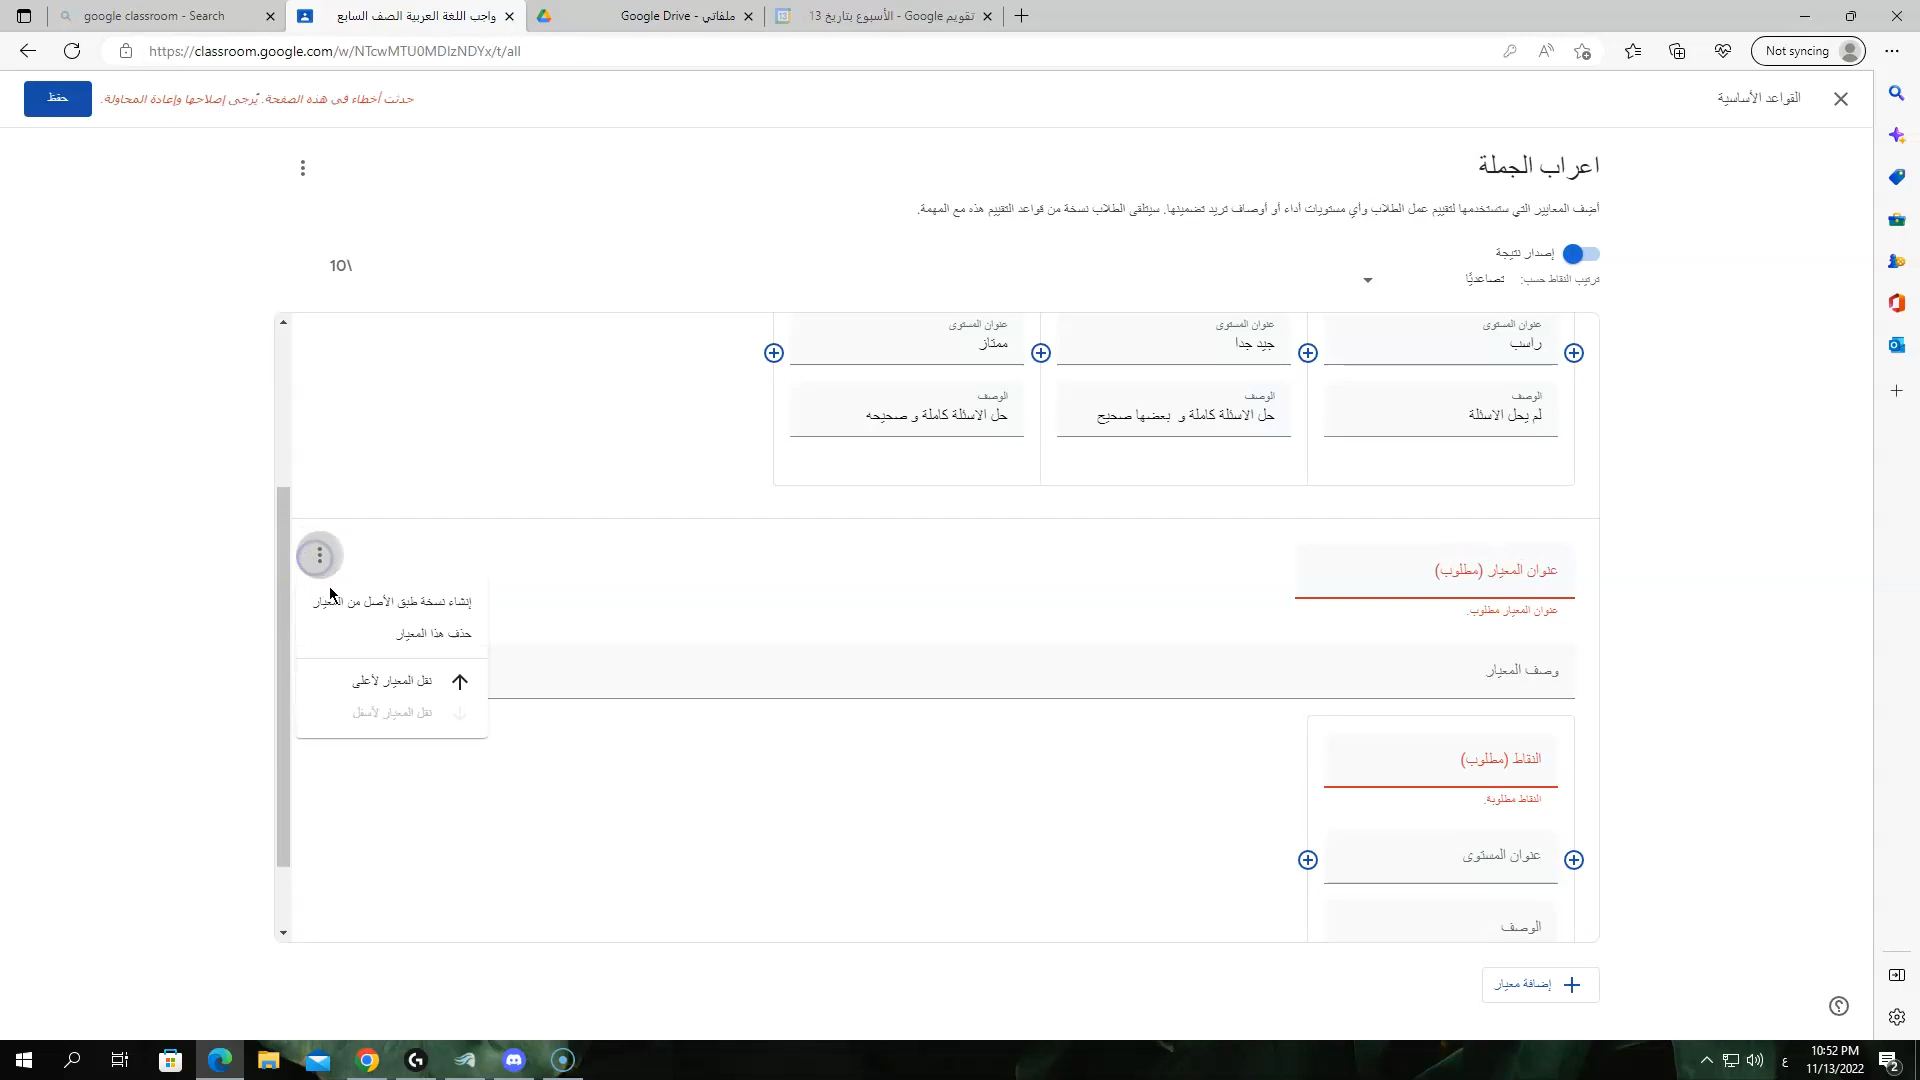 google classroom - Search
واجب اللغة العربية الصف السابع
ملفاتي - Google Drive
تقويم Google - الأسبوع بتاريخ 13
https://classroom.google.com/w/NTcwMTU0MDIzNDYx/t/all
Not syncing
القواعد الأساسية
حدثت أخطاء في هذه الصفحة. يُرجى إصلاحها وإعادة المحاولة.
حفظ
اعراب الجملة
أضِف المعايير التي ستستخدمها لتقييم عمل الطلاب وأي مستويات أداء أو أوصاف تريد تضمينها. سيتلقى الطلاب نسخة من قواعد التقييم هذه مع المهمة.
إصدار نتيجة
10\
ترتيب النقاط حسب: تصاعديًا
عنوان المستوى
راسب
عنوان المستوى
جيد جدا
عنوان المستوى
ممتاز
الوصف
لم يحل الاسئلة
الوصف
حل الاسئلة كاملة و بعضها صحيح
الوصف
حل الاسئلة كاملة و صحيحه
عنوان المعيار (مطلوب)
عنوان المعيار مطلوب.
إنشاء نسخة طبق الأصل من المعيار
حذف هذا المعيار
نقل المعيار لأعلى
نقل المعيار لأسفل
وصف المعيار
النقاط (مطلوب)
النقاط مطلوبة.
عنوان المستوى
الوصف
إضافة معيار
ع
10:52 PM
11/13/2022
2